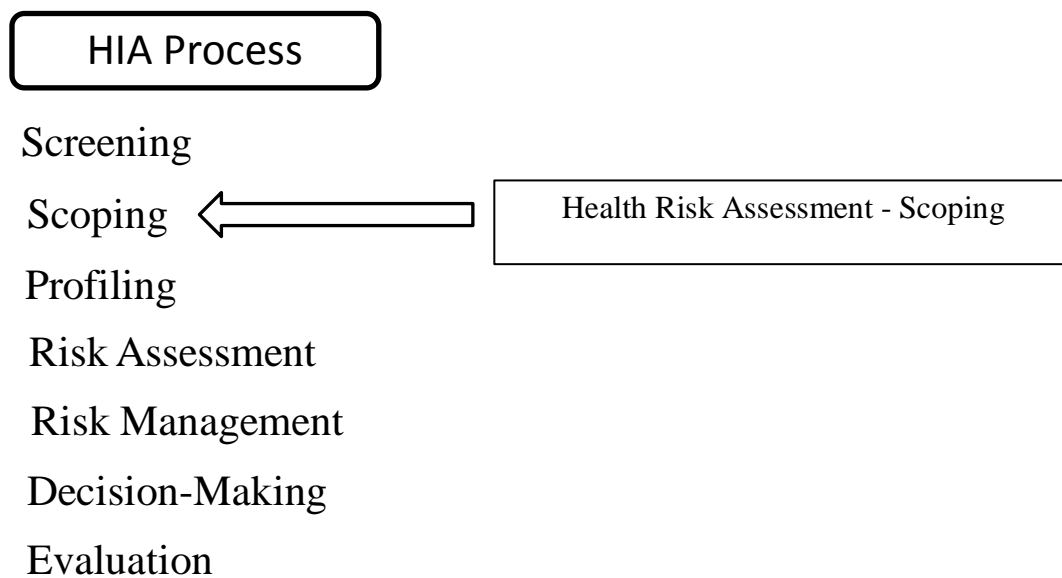 HIA Process
Screening
Scoping
Health Risk Assessment - Scoping
Profiling
Risk Assessment
Risk Management
Decision-Making
Evaluation